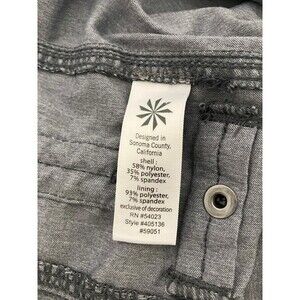 Designed in
Sonoma County,
California
shell :
58% nylon,
35% polyester,
7% spandex
lining :
93% polyester,
7% spandex
exclusive of decoration
RN #54023
Style #405136
#59051